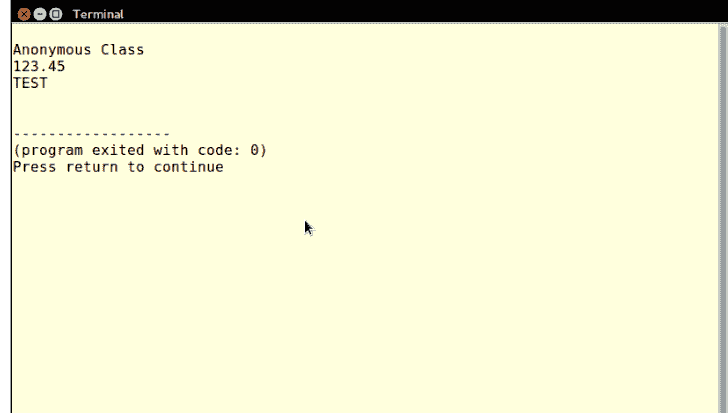 Terminal
Anonymous Class
123.45
TEST
------------------
(program exited with code: 0)
Press return to continue